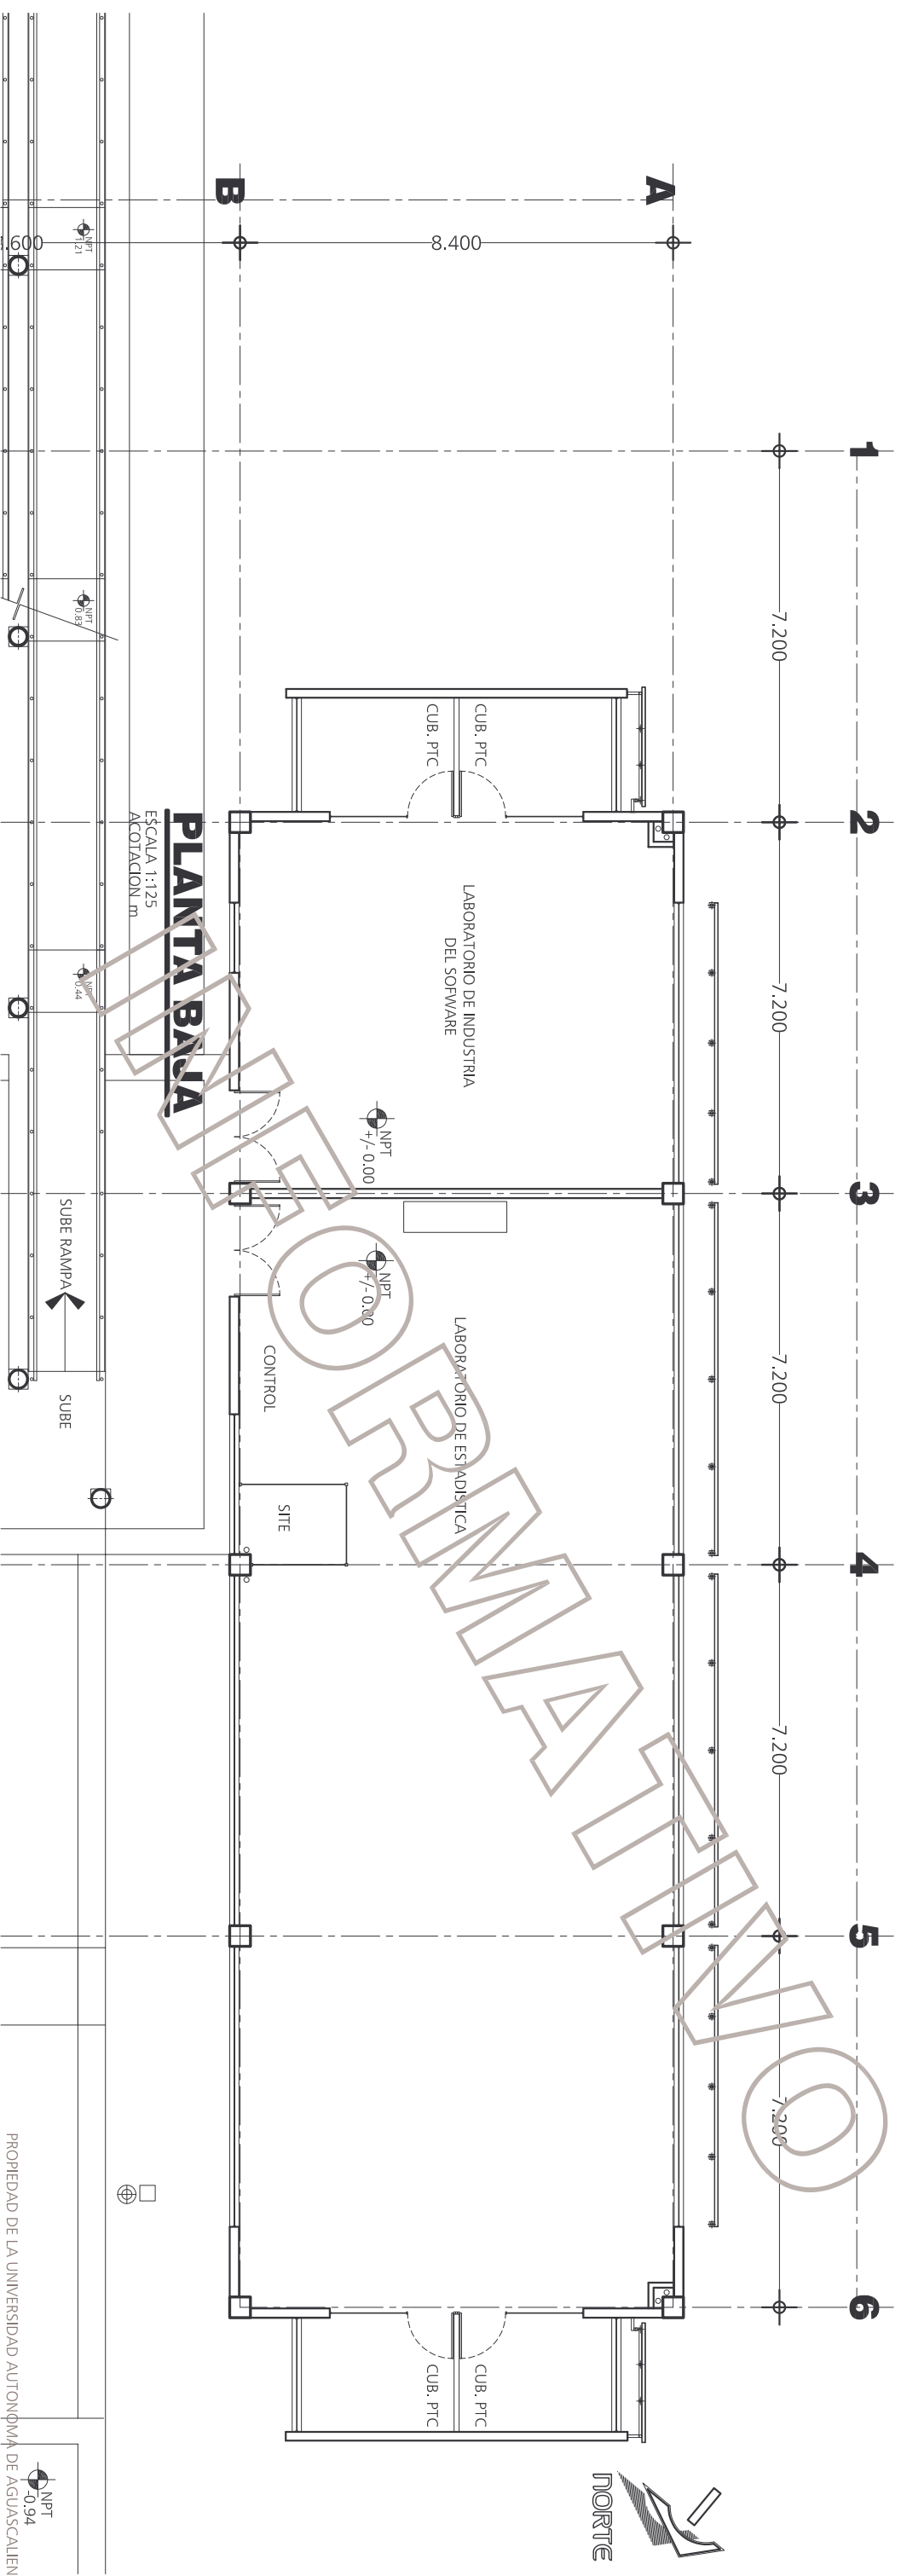 1
2
3
4
5
6
7.200
7.200
7.200
7.200
7.200
A
B
8.400
.600
CUB. PTC
CUB. PTC
LABORATORIO DE INDUSTRIA
DEL SOFWARE
NPT
+/- 0.00
NPT
+/- 0.00
LABORATORIO DE ESTADISTICA
CONTROL
SITE
CUB. PTC
CUB. PTC
NORTE
PLANTA BAJA
ESCALA 1:125
ACOTACION m
NPT
1.21
NPT
0.83
NPT
0.44
SUBE RAMPA
SUBE
NPT
-0.94
INFORMATIVO
PROPIEDAD DE LA UNIVERSIDAD AUTONOMA DE AGUASCALIEN